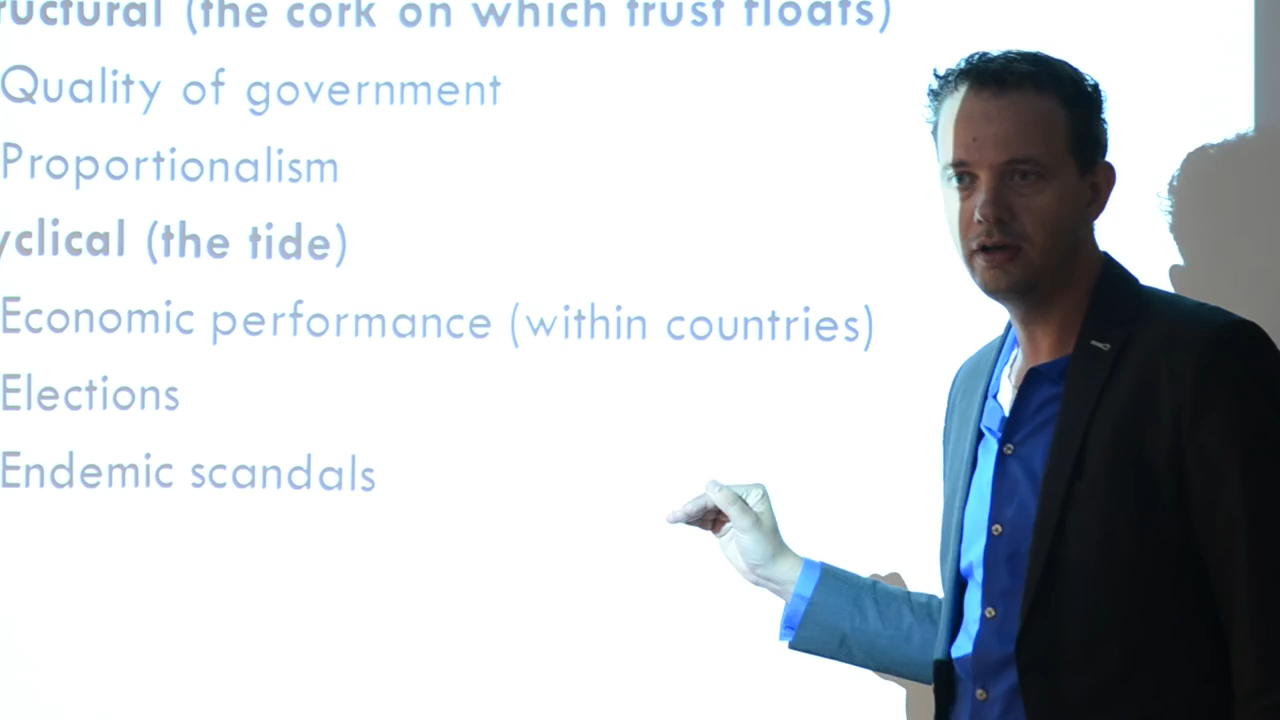 ructural (the cork on which trust floats)
Quality of government
Proportionalism
yclical (the tide)
Economic performance (within countries)
Elections
Endemic scandals